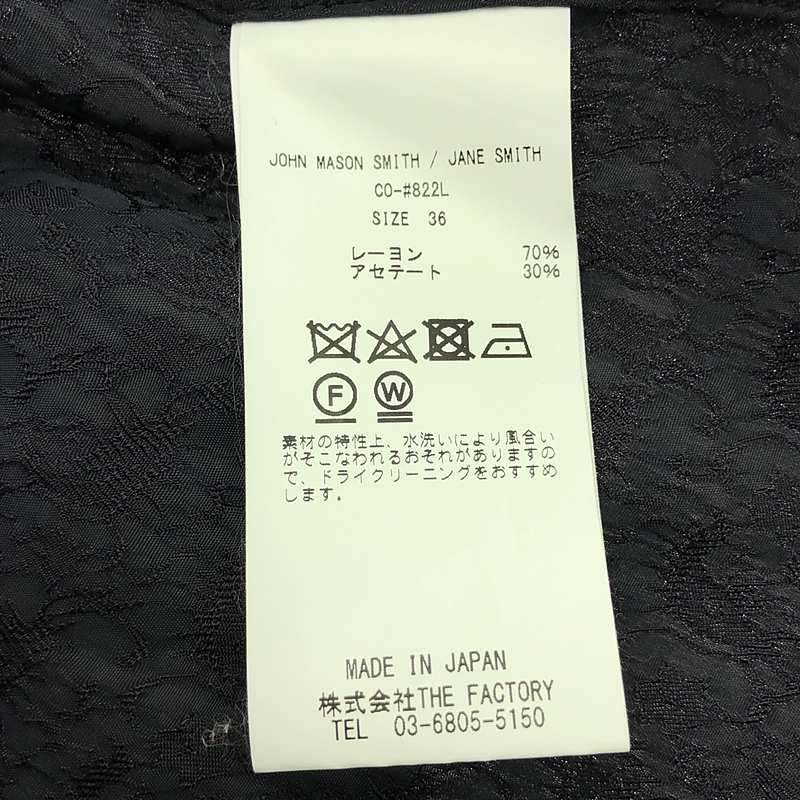 JOHN MASON SMITH / JANE SMITH
CO-#822L
SIZE 36
レーヨン 70%
アセテート 30%
F W
素材の特性上、水洗いにより風合い
がそこなわれるおそれがありますの
で、ドライクリーニングをおすすめ
します。
MADE IN JAPAN
株式会社THE FACTORY
TEL 03-6805-5150